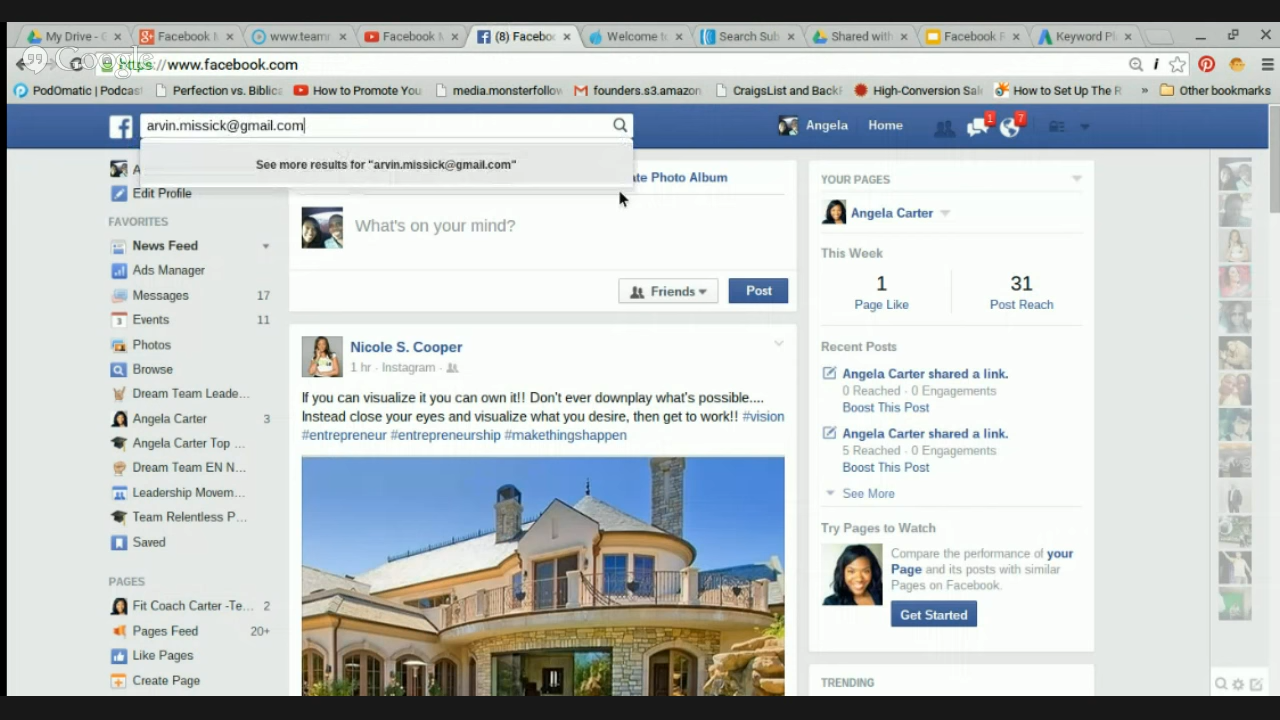 My Drive -
Facebook
www.teamr
Facebook
(8) Facebo
Welcome to
Search Sub
Shared with
Facebook
Keyword Pl
Google
https://www.facebook.com
PodOmatic | Podcas
Perfection vs. Biblica
How to Promote You
media.monsterfollow
founders.s3.amazon
CraigsList and Back
High-Conversion Sal
How to Set Up The R
» Other bookmarks
arvin.missick@gmail.com
Angela
Home
1
7
See more results for "arvin.missick@gmail.com"
A
Edit Profile
FAVORITES
News Feed
Ads Manager
Messages 17
Events 11
Photos
Browse
Dream Team Leade...
Angela Carter 3
Angela Carter Top ...
Dream Team EN N...
Leadership Movem...
Team Relentless P...
Saved
PAGES
Fit Coach Carter -Te... 2
Pages Feed 20+
Like Pages
Create Page
ate Photo Album
What's on your mind?
Friends
Post
Nicole S. Cooper
1 hr · Instagram ·
If you can visualize it you can own it!! Don't ever downplay what's possible....
Instead close your eyes and visualize what you desire, then get to work!! #vision
#entrepreneur #entrepreneurship #makethingshappen
YOUR PAGES
Angela Carter
This Week
1
Page Like
31
Post Reach
Recent Posts
Angela Carter shared a link.
0 Reached · 0 Engagements
Boost This Post
Angela Carter shared a link.
5 Reached · 0 Engagements
Boost This Post
See More
Try Pages to Watch
Compare the performance of your
Page and its posts with similar
Pages on Facebook.
Get Started
TRENDING